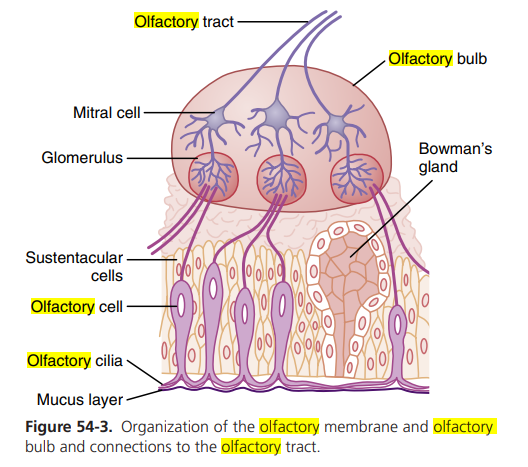 Olfactory tract
Olfactory bulb
Mitral cell
Bowman's
gland
Glomerulus
Sustentacular
cells
Olfactory cell
Olfactory cilia
Mucus layer
Figure 54-3. Organization of the olfactory membrane and olfactory
bulb and connections to the olfactory tract.